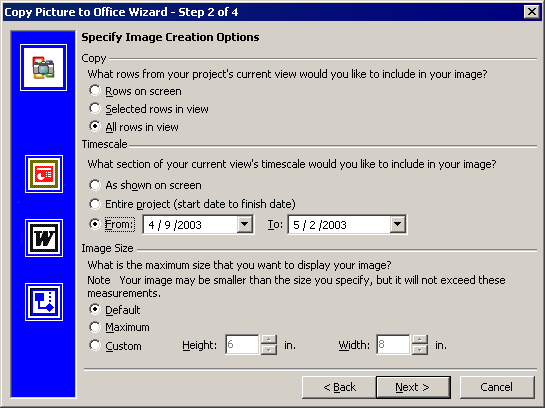 Copy Picture to Office Wizard - Step 2 of 4
Specify Image Creation Options
Copy
What rows from your project's current view would you like to include in your image?
Rows on screen
Selected rows in view
All rows in view
Timescale
What section of your current view's timescale would you like to include in your image?
As shown on screen
Entire project (start date to finish date)
From: 4 / 9 /2003 To: 5 / 2 /2003
Image Size
What is the maximum size that you want to display your image?
Note Your image may be smaller than the size you specify, but it will not exceed these
measurements.
Default
Maximum
Custom Height: 6 in. Width: 8 in.
W
< Back Next > Cancel